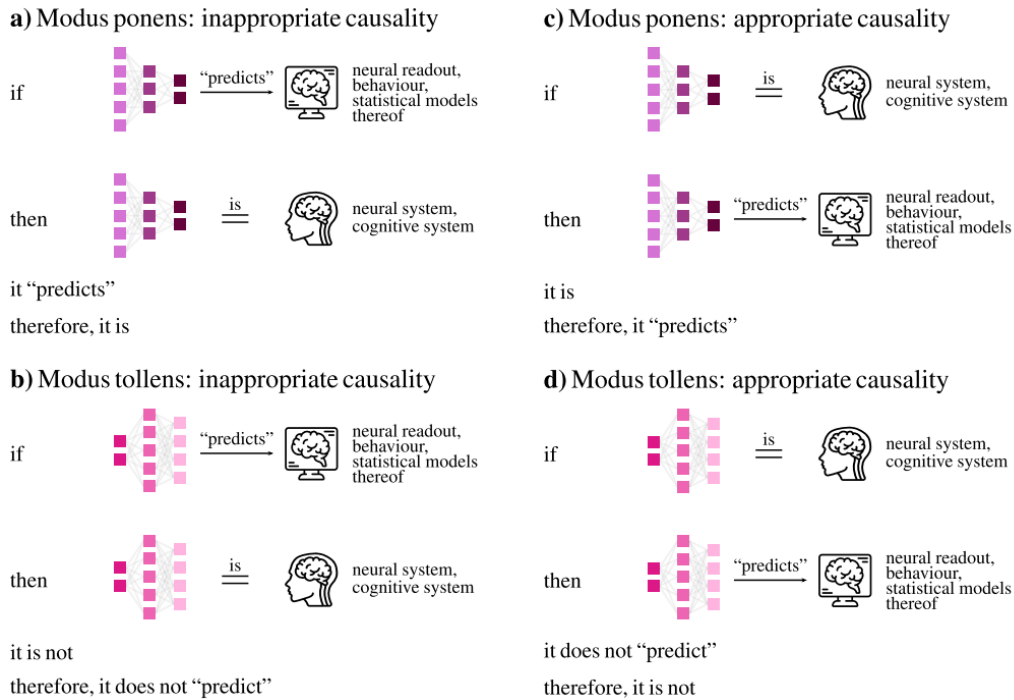 a) Modus ponens: inappropriate causality
if
“predicts”
neural readout,
behaviour,
statistical models
thereof
then
is
neural system,
cognitive system
it “predicts”
therefore, it is
b) Modus tollens: inappropriate causality
if
“predicts”
neural readout,
behaviour,
statistical models
thereof
then
is
neural system,
cognitive system
it is not
therefore, it does not “predict”
c) Modus ponens: appropriate causality
if
is
neural system,
cognitive system
then
“predicts”
neural readout,
behaviour,
statistical models
thereof
it is
therefore, it “predicts”
d) Modus tollens: appropriate causality
if
is
neural system,
cognitive system
then
“predicts”
neural readout,
behaviour,
statistical models
thereof
it does not “predict”
therefore, it is not